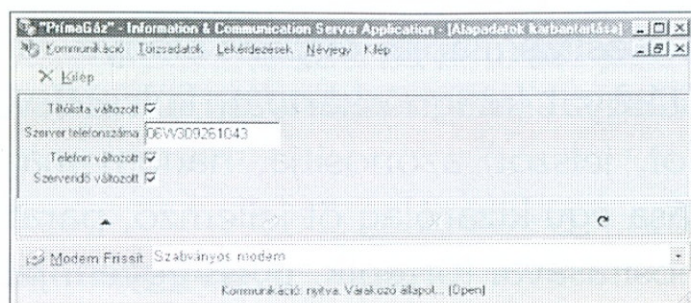 "PrímaGáz" - Information & Communication Server Application - [Alapadatok karbantartása]
Kommunikáció Törzsadatok Lekérdezések Névjegy Kilép
Kilép
Tiltólista változott
Szerver telefonszáma 06W309261043
Telefon változott
Szerveridő változott
Modem Frissít Szabványos modem
Kommunikáció: nyitva. Várakozó állapot... (Open)